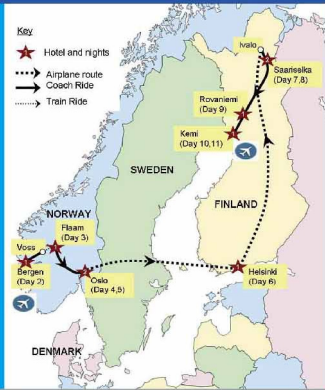 Key
Hotel and nights
Airplane route
Coach Ride
Train Ride
Ivalo
Saariselka
(Day 7,8)
Rovaniemi
(Day 9)
Kemi
(Day 10,11)
SWEDEN
FINLAND
NORWAY
Flaam
(Day 3)
Voss
Bergen
(Day 2)
Oslo
(Day 4,5)
Helsinki
(Day 6)
DENMARK